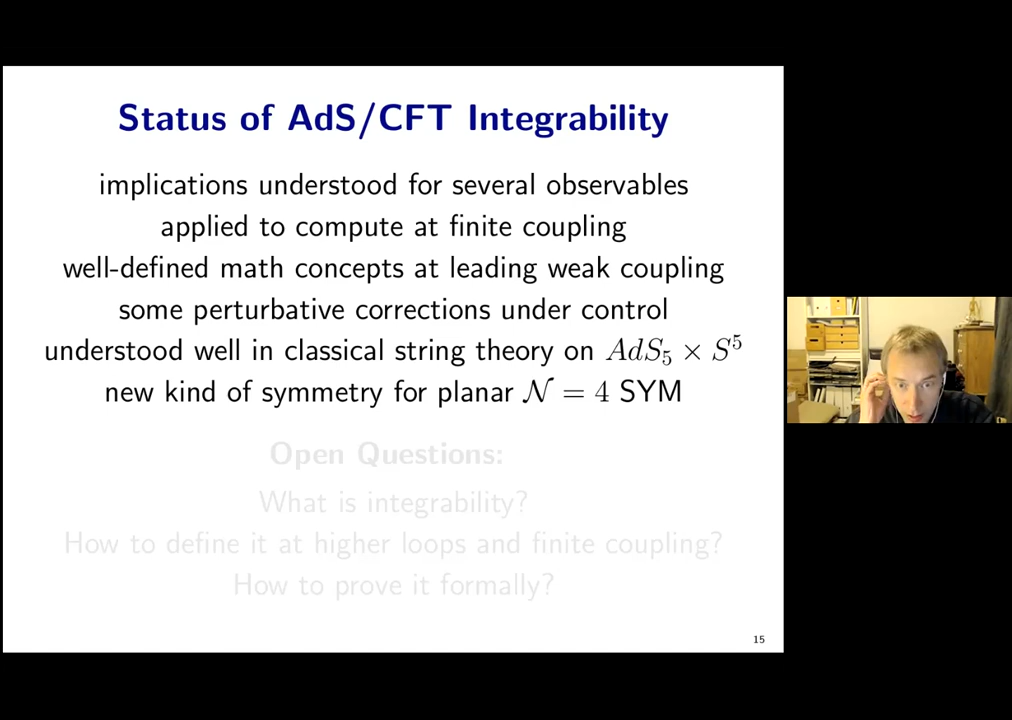 Status of AdS/CFT Integrability
implications understood for several observables
applied to compute at finite coupling
well-defined math concepts at leading weak coupling
some perturbative corrections under control
understood well in classical string theory on $AdS_5 \times S^5$
new kind of symmetry for planar $\mathcal{N} = 4$ SYM
Open Questions:
What is integrability?
How to define it at higher loops and finite coupling?
How to prove it formally?
15